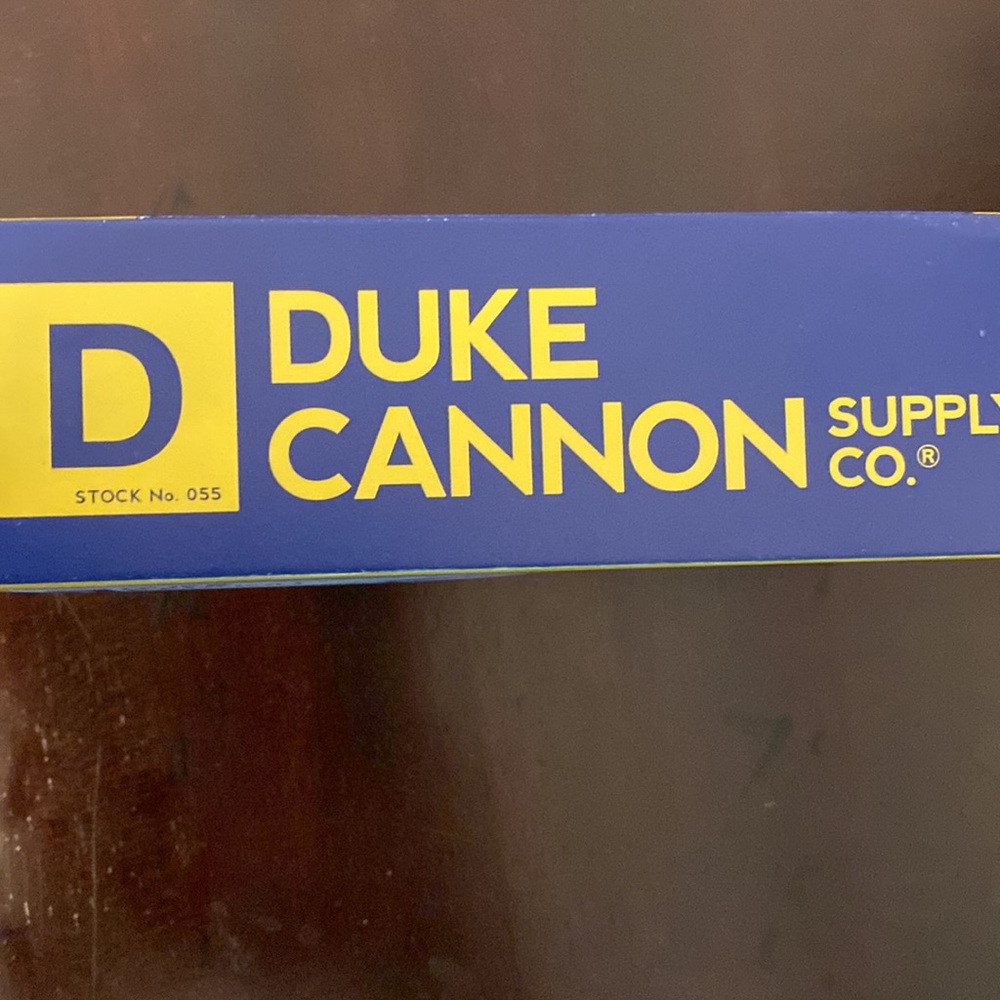 D
STOCK No. 055
DUKE
CANNON
SUPPLY
CO.®